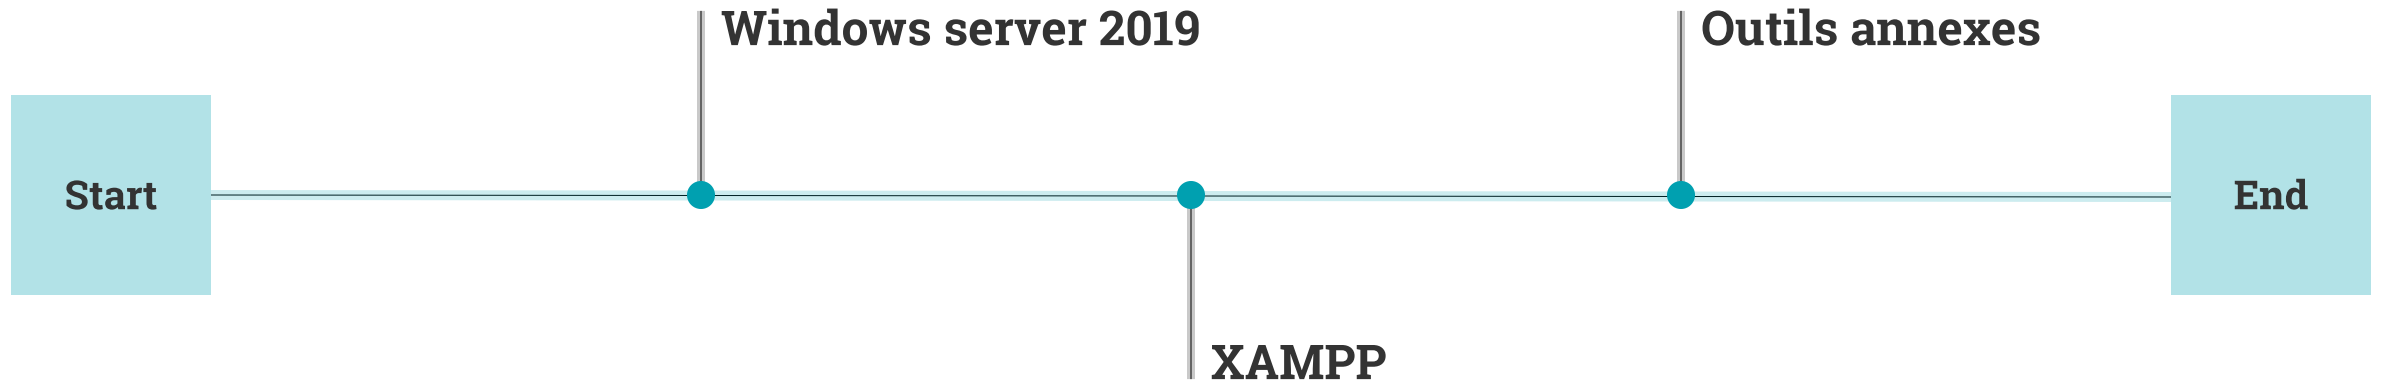 Windows server 2019
Outils annexes
Start
End
XAMPP